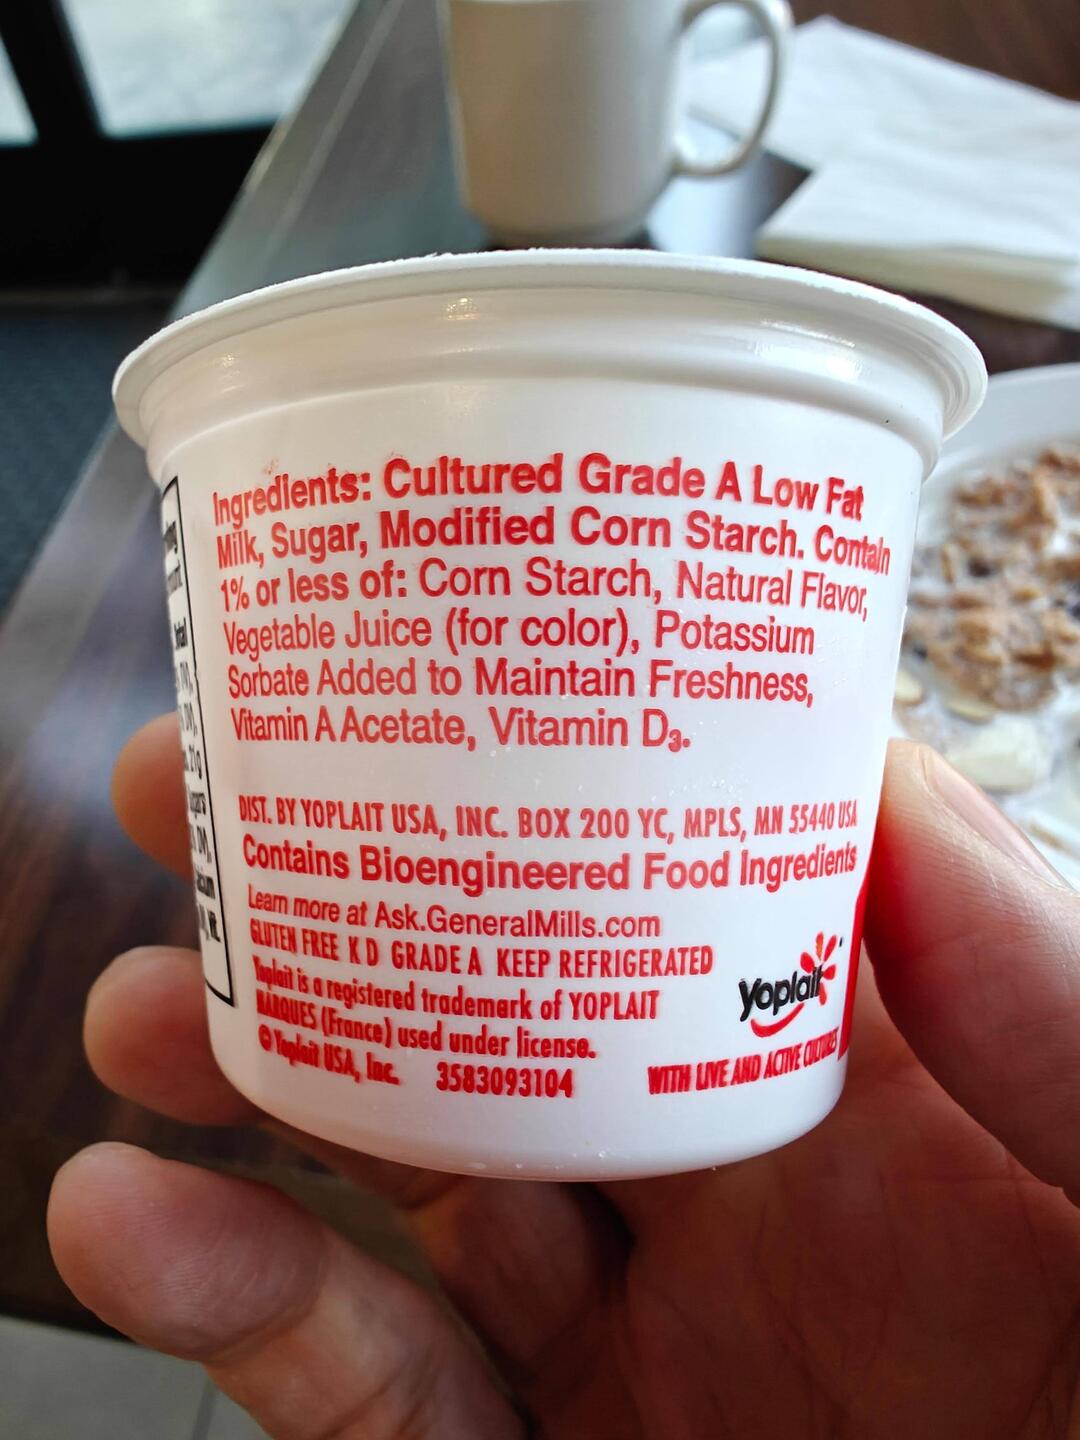 Ingredients: Cultured Grade A Low Fat
Milk, Sugar, Modified Corn Starch. Contain
1% or less of: Corn Starch, Natural Flavor,
Vegetable Juice (for color), Potassium
Sorbate Added to Maintain Freshness,
Vitamin A Acetate, Vitamin D3.
DIST. BY YOPLAIT USA, INC. BOX 200 YC, MPLS, MN 55440 USA
Contains Bioengineered Food Ingredients
Learn more at Ask.GeneralMills.com
GLUTEN FREE K D GRADE A KEEP REFRIGERATED
Yoplait is a registered trademark of YOPLAIT
MARQUES (France) used under license.
© Yoplait USA, Inc. 3583093104
Yoplait
WITH LIVE AND ACTIVE CULTURES